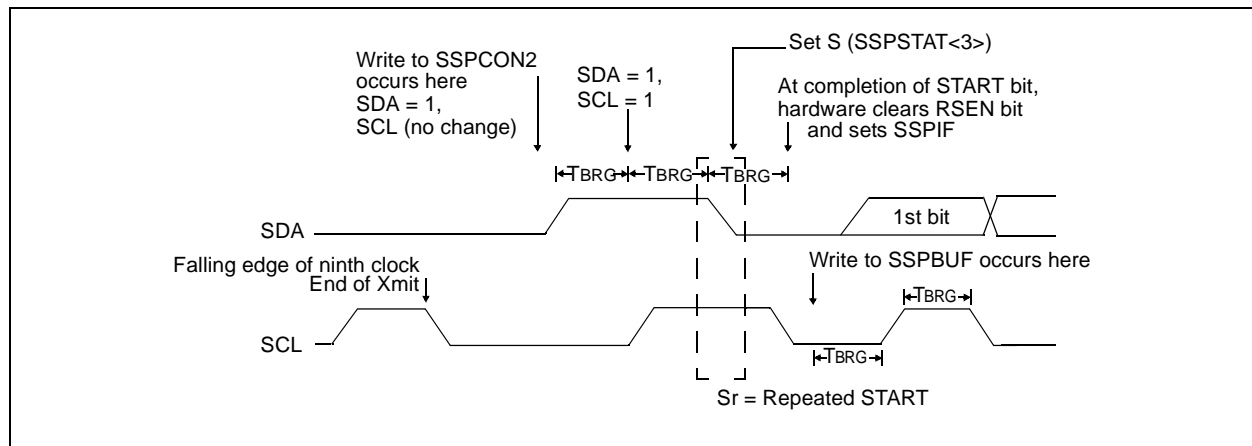 Set S (SSPSTAT<3>)
Write to SSPCON2
occurs here
SDA = 1,
SCL (no change)
SDA = 1,
SCL = 1
At completion of START bit,
hardware clears RSEN bit
and sets SSPIF
TBRG
TBRG
TBRG
SDA
1st bit
Falling edge of ninth clock
End of Xmit
Write to SSPBUF occurs here
TBRG
SCL
TBRG
Sr = Repeated START